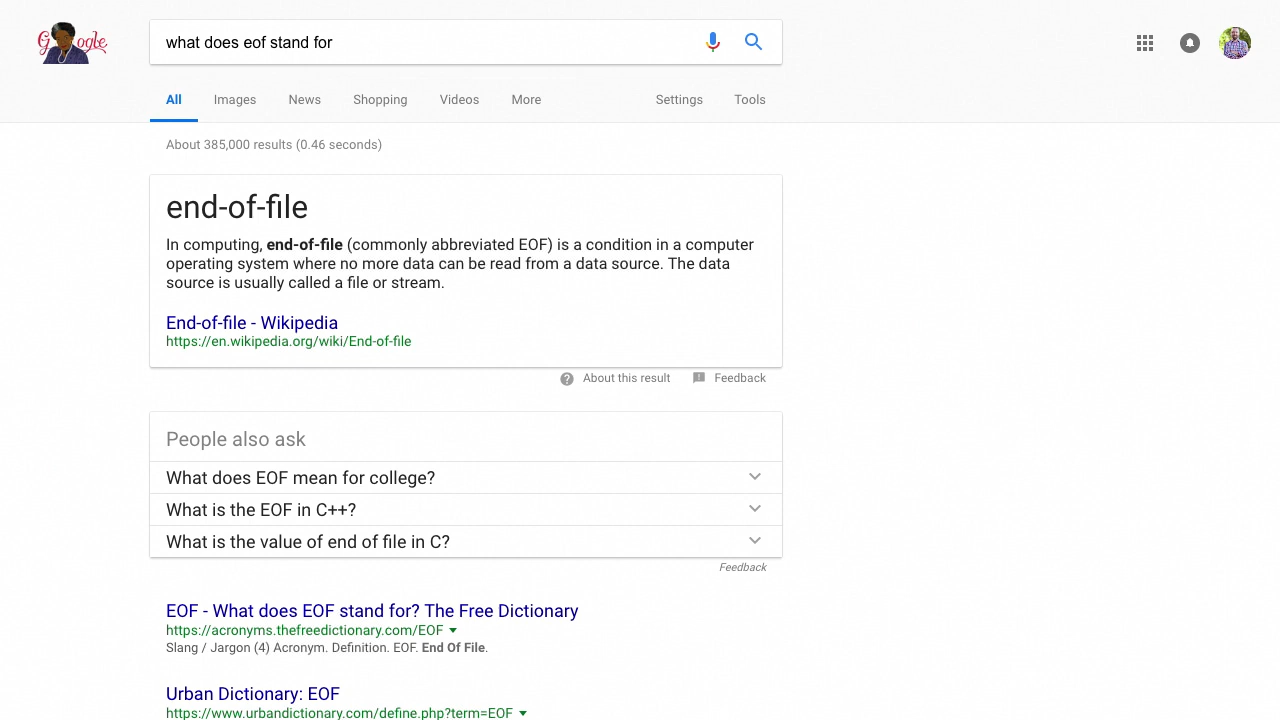 Google
what does eof stand for
All Images News Shopping Videos More Settings Tools
About 385,000 results (0.46 seconds)
end-of-file
In computing, end-of-file (commonly abbreviated EOF) is a condition in a computer
operating system where no more data can be read from a data source. The data
source is usually called a file or stream.
End-of-file - Wikipedia
https://en.wikipedia.org/wiki/End-of-file
About this result Feedback
People also ask
What does EOF mean for college?
What is the EOF in C++?
What is the value of end of file in C?
Feedback
EOF - What does EOF stand for? The Free Dictionary
https://acronyms.thefreedictionary.com/EOF
Slang / Jargon (4) Acronym. Definition. EOF. End Of File.
Urban Dictionary: EOF
https://www.urbandictionary.com/define.php?term=EOF